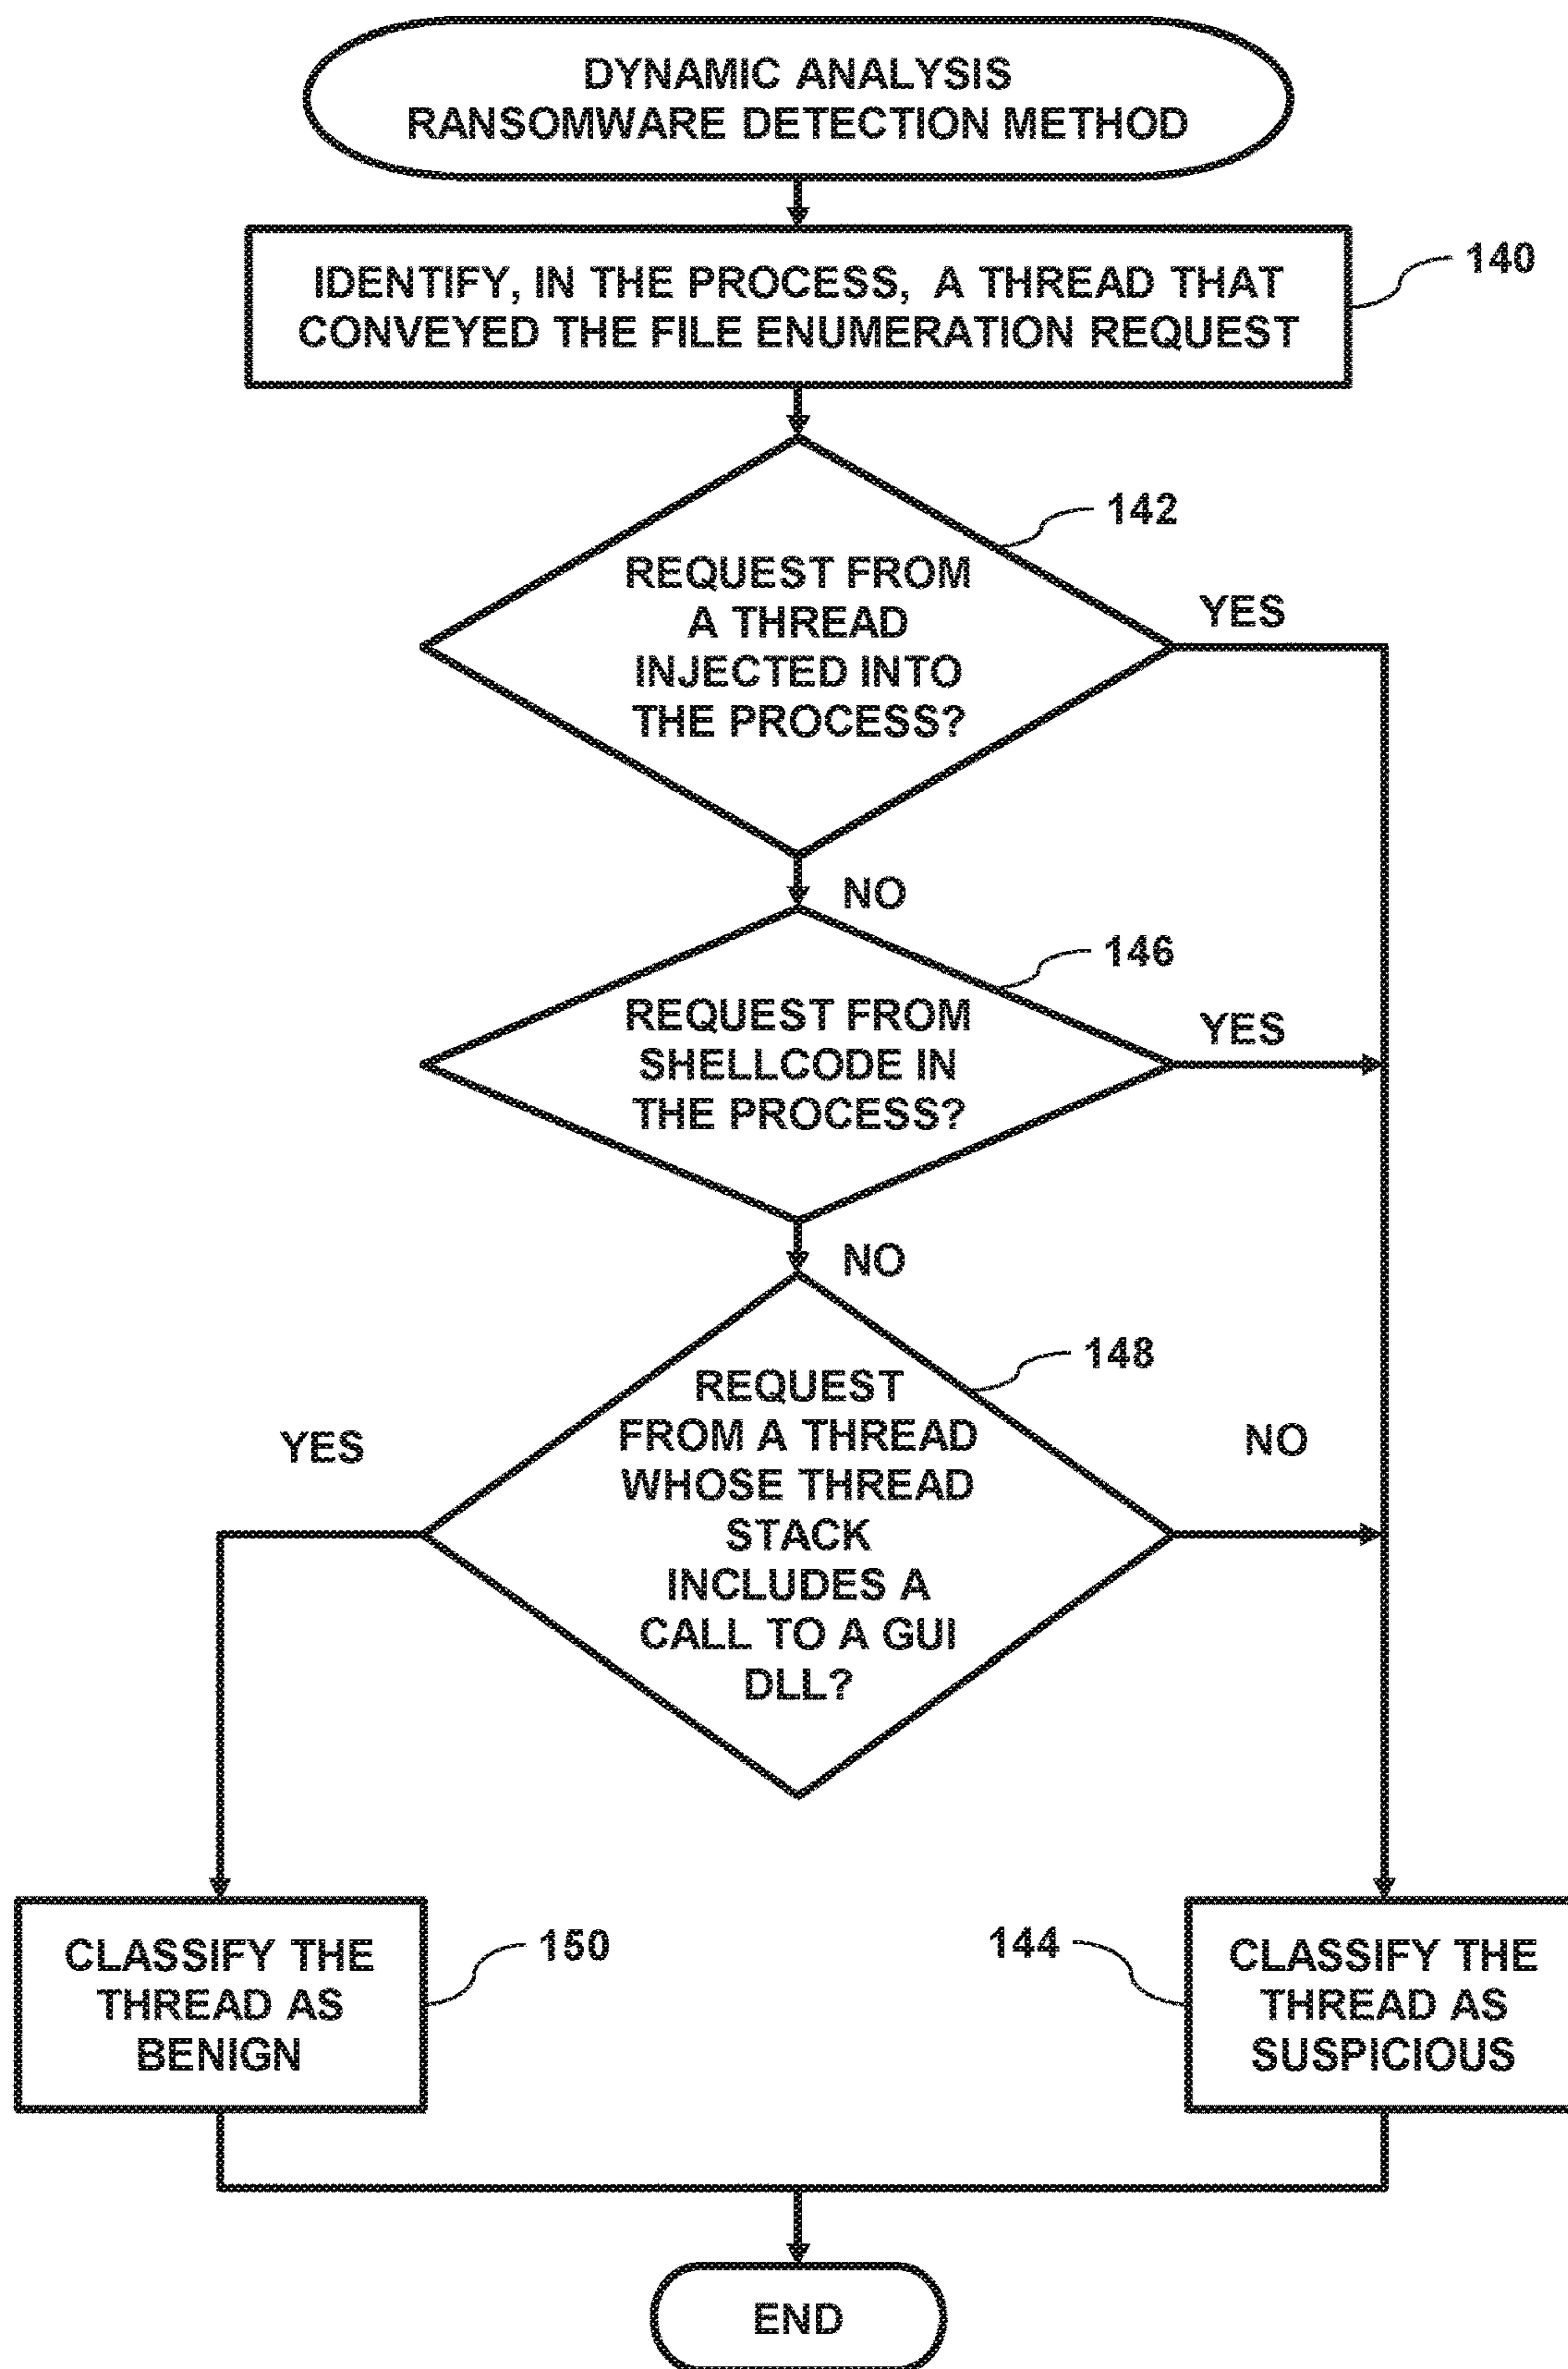 DYNAMIC ANALYSIS
RANSOMWARE DETECTION METHOD
IDENTIFY, IN THE PROCESS, A THREAD THAT
CONVEYED THE FILE ENUMERATION REQUEST
140
142
REQUEST FROM
A THREAD
INJECTED INTO
THE PROCESS?
YES
NO
146
REQUEST FROM
SHELLCODE IN
THE PROCESS?
YES
NO
148
REQUEST
FROM A THREAD
WHOSE THREAD
STACK
INCLUDES A
CALL TO A GUI
DLL?
YES
NO
CLASSIFY THE
THREAD AS
BENIGN
150
144
CLASSIFY THE
THREAD AS
SUSPICIOUS
END